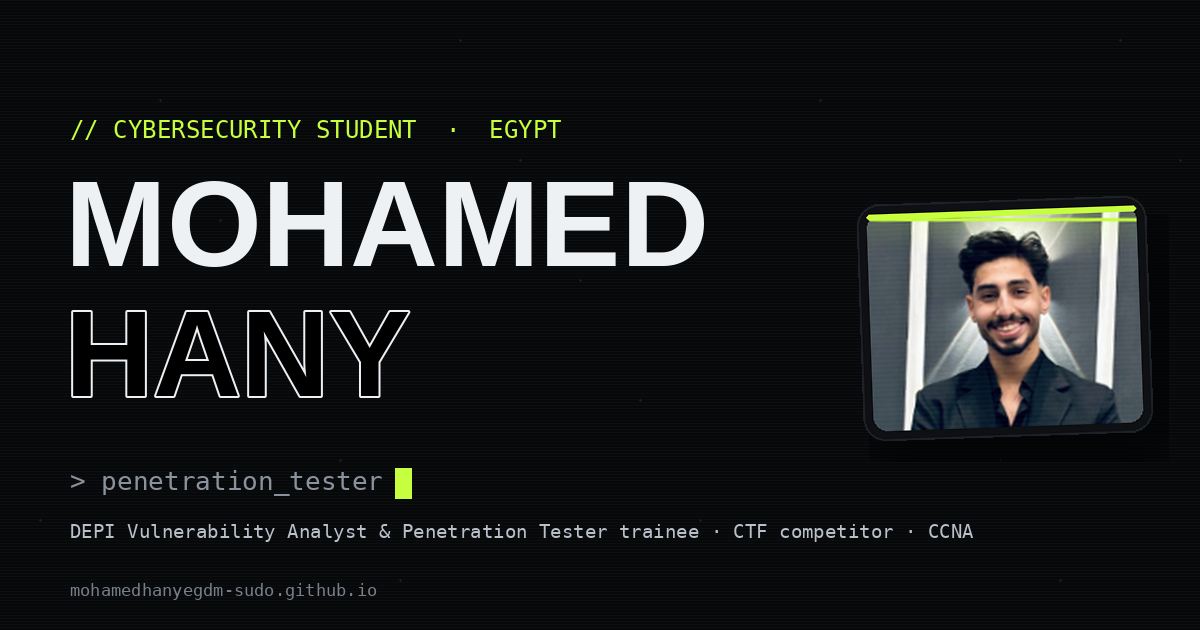 // CYBERSECURITY STUDENT · EGYPT
MOHAMED
HANY
> penetration_tester
DEPI Vulnerability Analyst & Penetration Tester trainee · CTF competitor · CCNA
mohamedhanyegdm-sudo.github.io